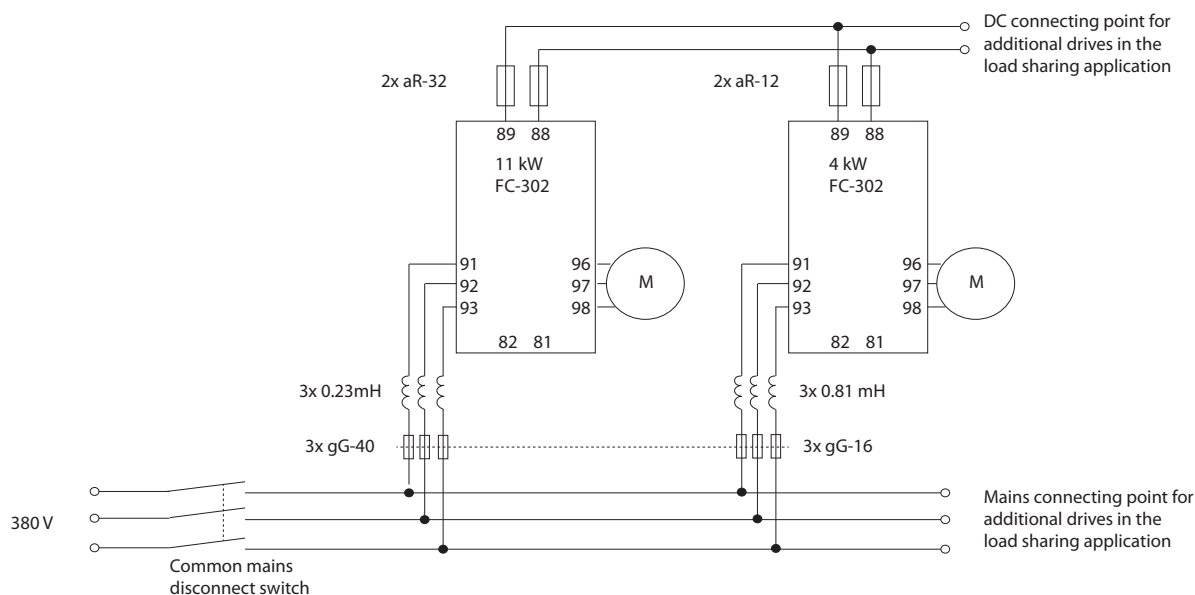 DC connecting point for
additional drives in the
load sharing application
2x aR-32
2x aR-12
89 88
89 88
11 kW
FC-302
4 kW
FC-302
91
92
93
96
97
98
M
91
92
93
96
97
98
M
82 81
82 81
3x 0.23mH
3x 0.81 mH
3x gG-40
3x gG-16
380 V
Mains connecting point for
additional drives in the
load sharing application
Common mains
disconnect switch